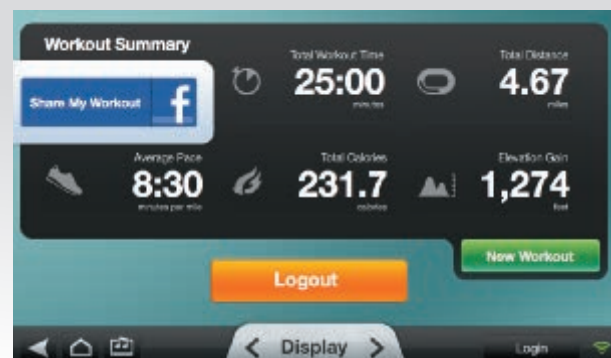 Workout Summary
Share My Workout
f
Total Workout Time
25:00
minutes
Total Distance
4.67
miles
Average Pace
8:30
minutes per mile
Total Calories
231.7
calories
Elevation Gain
1,274
feet
New Workout
Logout
< Display >
Login